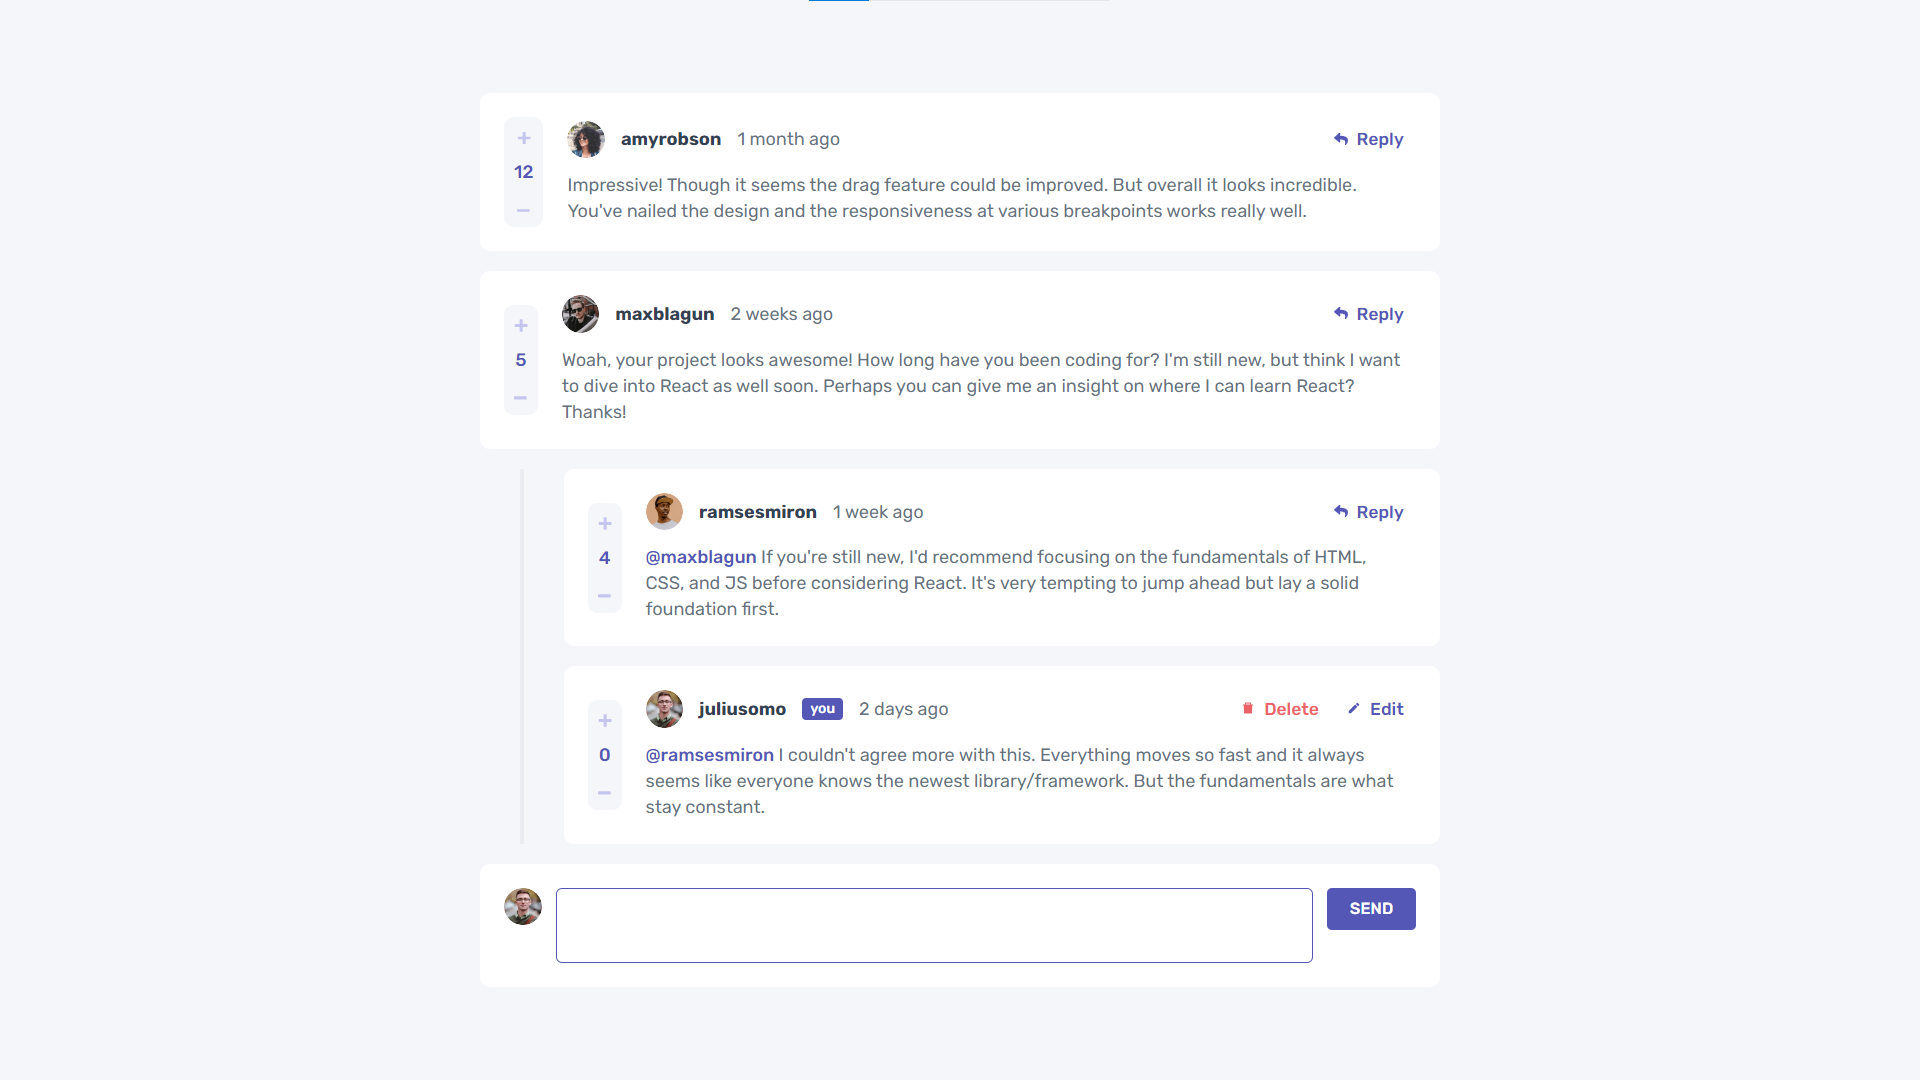 amyrobson 1 month ago Reply
12
Impressive! Though it seems the drag feature could be improved. But overall it looks incredible.
You've nailed the design and the responsiveness at various breakpoints works really well.
maxblagun 2 weeks ago Reply
5
Woah, your project looks awesome! How long have you been coding for? I'm still new, but think I want
to dive into React as well soon. Perhaps you can give me an insight on where I can learn React?
Thanks!
ramsesmiron 1 week ago Reply
4
@maxblagun If you're still new, I'd recommend focusing on the fundamentals of HTML,
CSS, and JS before considering React. It's very tempting to jump ahead but lay a solid
foundation first.
juliusomo you 2 days ago Delete Edit
0
@ramsesmiron I couldn't agree more with this. Everything moves so fast and it always
seems like everyone knows the newest library/framework. But the fundamentals are what
stay constant.
SEND